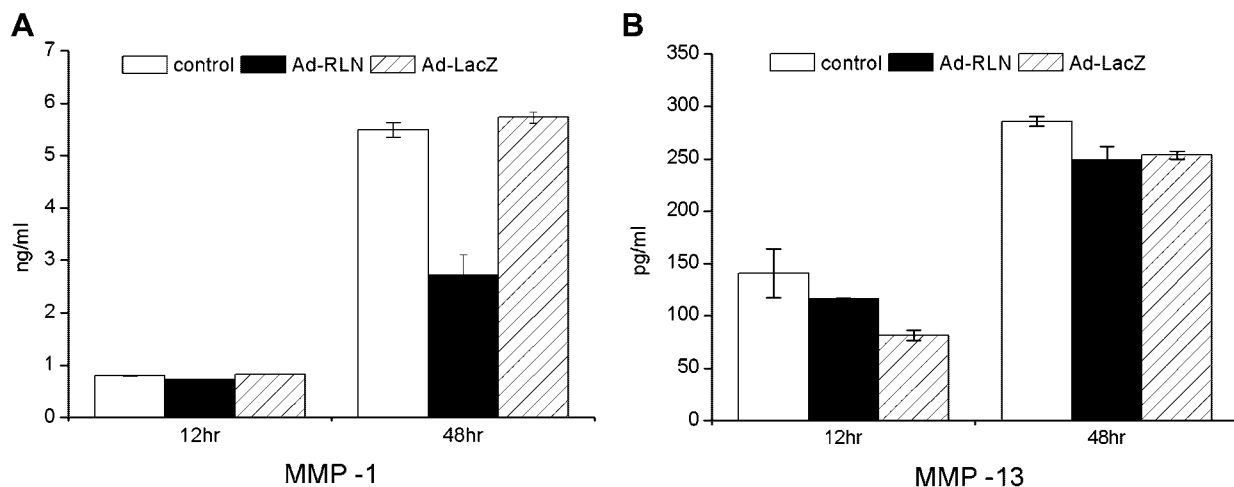 A
control Ad-RLN Ad-LacZ
7
6
5
4
3
2
1
0
ng/ml
12hr 48hr
MMP -1
B
control Ad-RLN Ad-LacZ
350
300
250
200
150
100
50
0
pg/ml
12hr 48hr
MMP -13